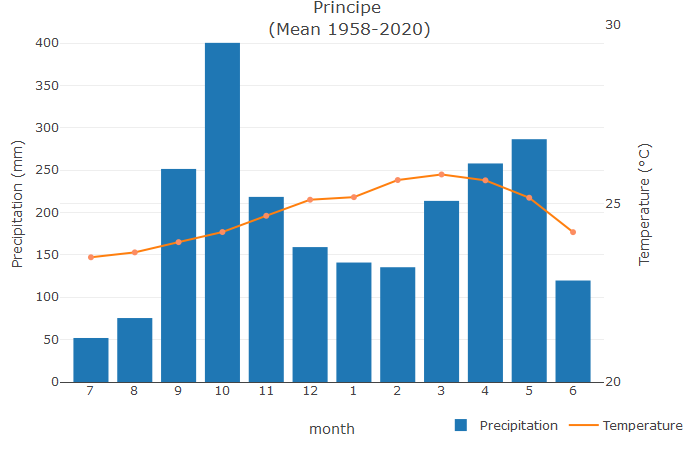 Principe
(Mean 1958-2020)
Precipitation (mm)
400
350
300
250
200
150
100
50
0
30
25
20
Temperature (°C)
7 8 9 10 11 12 1 2 3 4 5 6
month
Precipitation Temperature